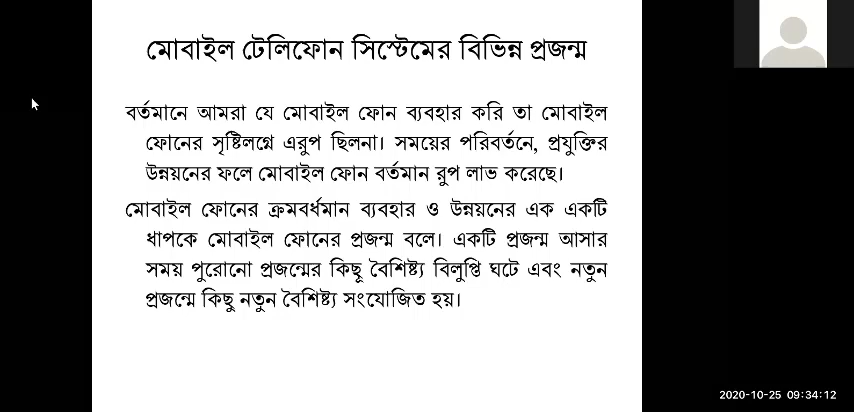 মোবাইল টেলিফোন সিস্টেমের বিভিন্ন প্রজন্ম
বর্তমানে আমরা যে মোবাইল ফোন ব্যবহার করি তা মোবাইল
ফোনের সৃষ্টিলগ্নে এরুপ ছিলনা। সময়ের পরিবর্তনে, প্রযুক্তির
উন্নয়নের ফলে মোবাইল ফোন বর্তমান রুপ লাভ করেছে।
মোবাইল ফোনের ক্রমবর্ধমান ব্যবহার ও উন্নয়নের এক একটি
ধাপকে মোবাইল ফোনের প্রজন্ম বলে। একটি প্রজন্ম আসার
সময় পুরোনো প্রজন্মের কিছূ বৈশিষ্ট্য বিলুপ্তি ঘটে এবং নতুন
প্রজন্মে কিছু নতুন বৈশিষ্ট্য সংযোজিত হয়।
2020-10-25 09:34:12